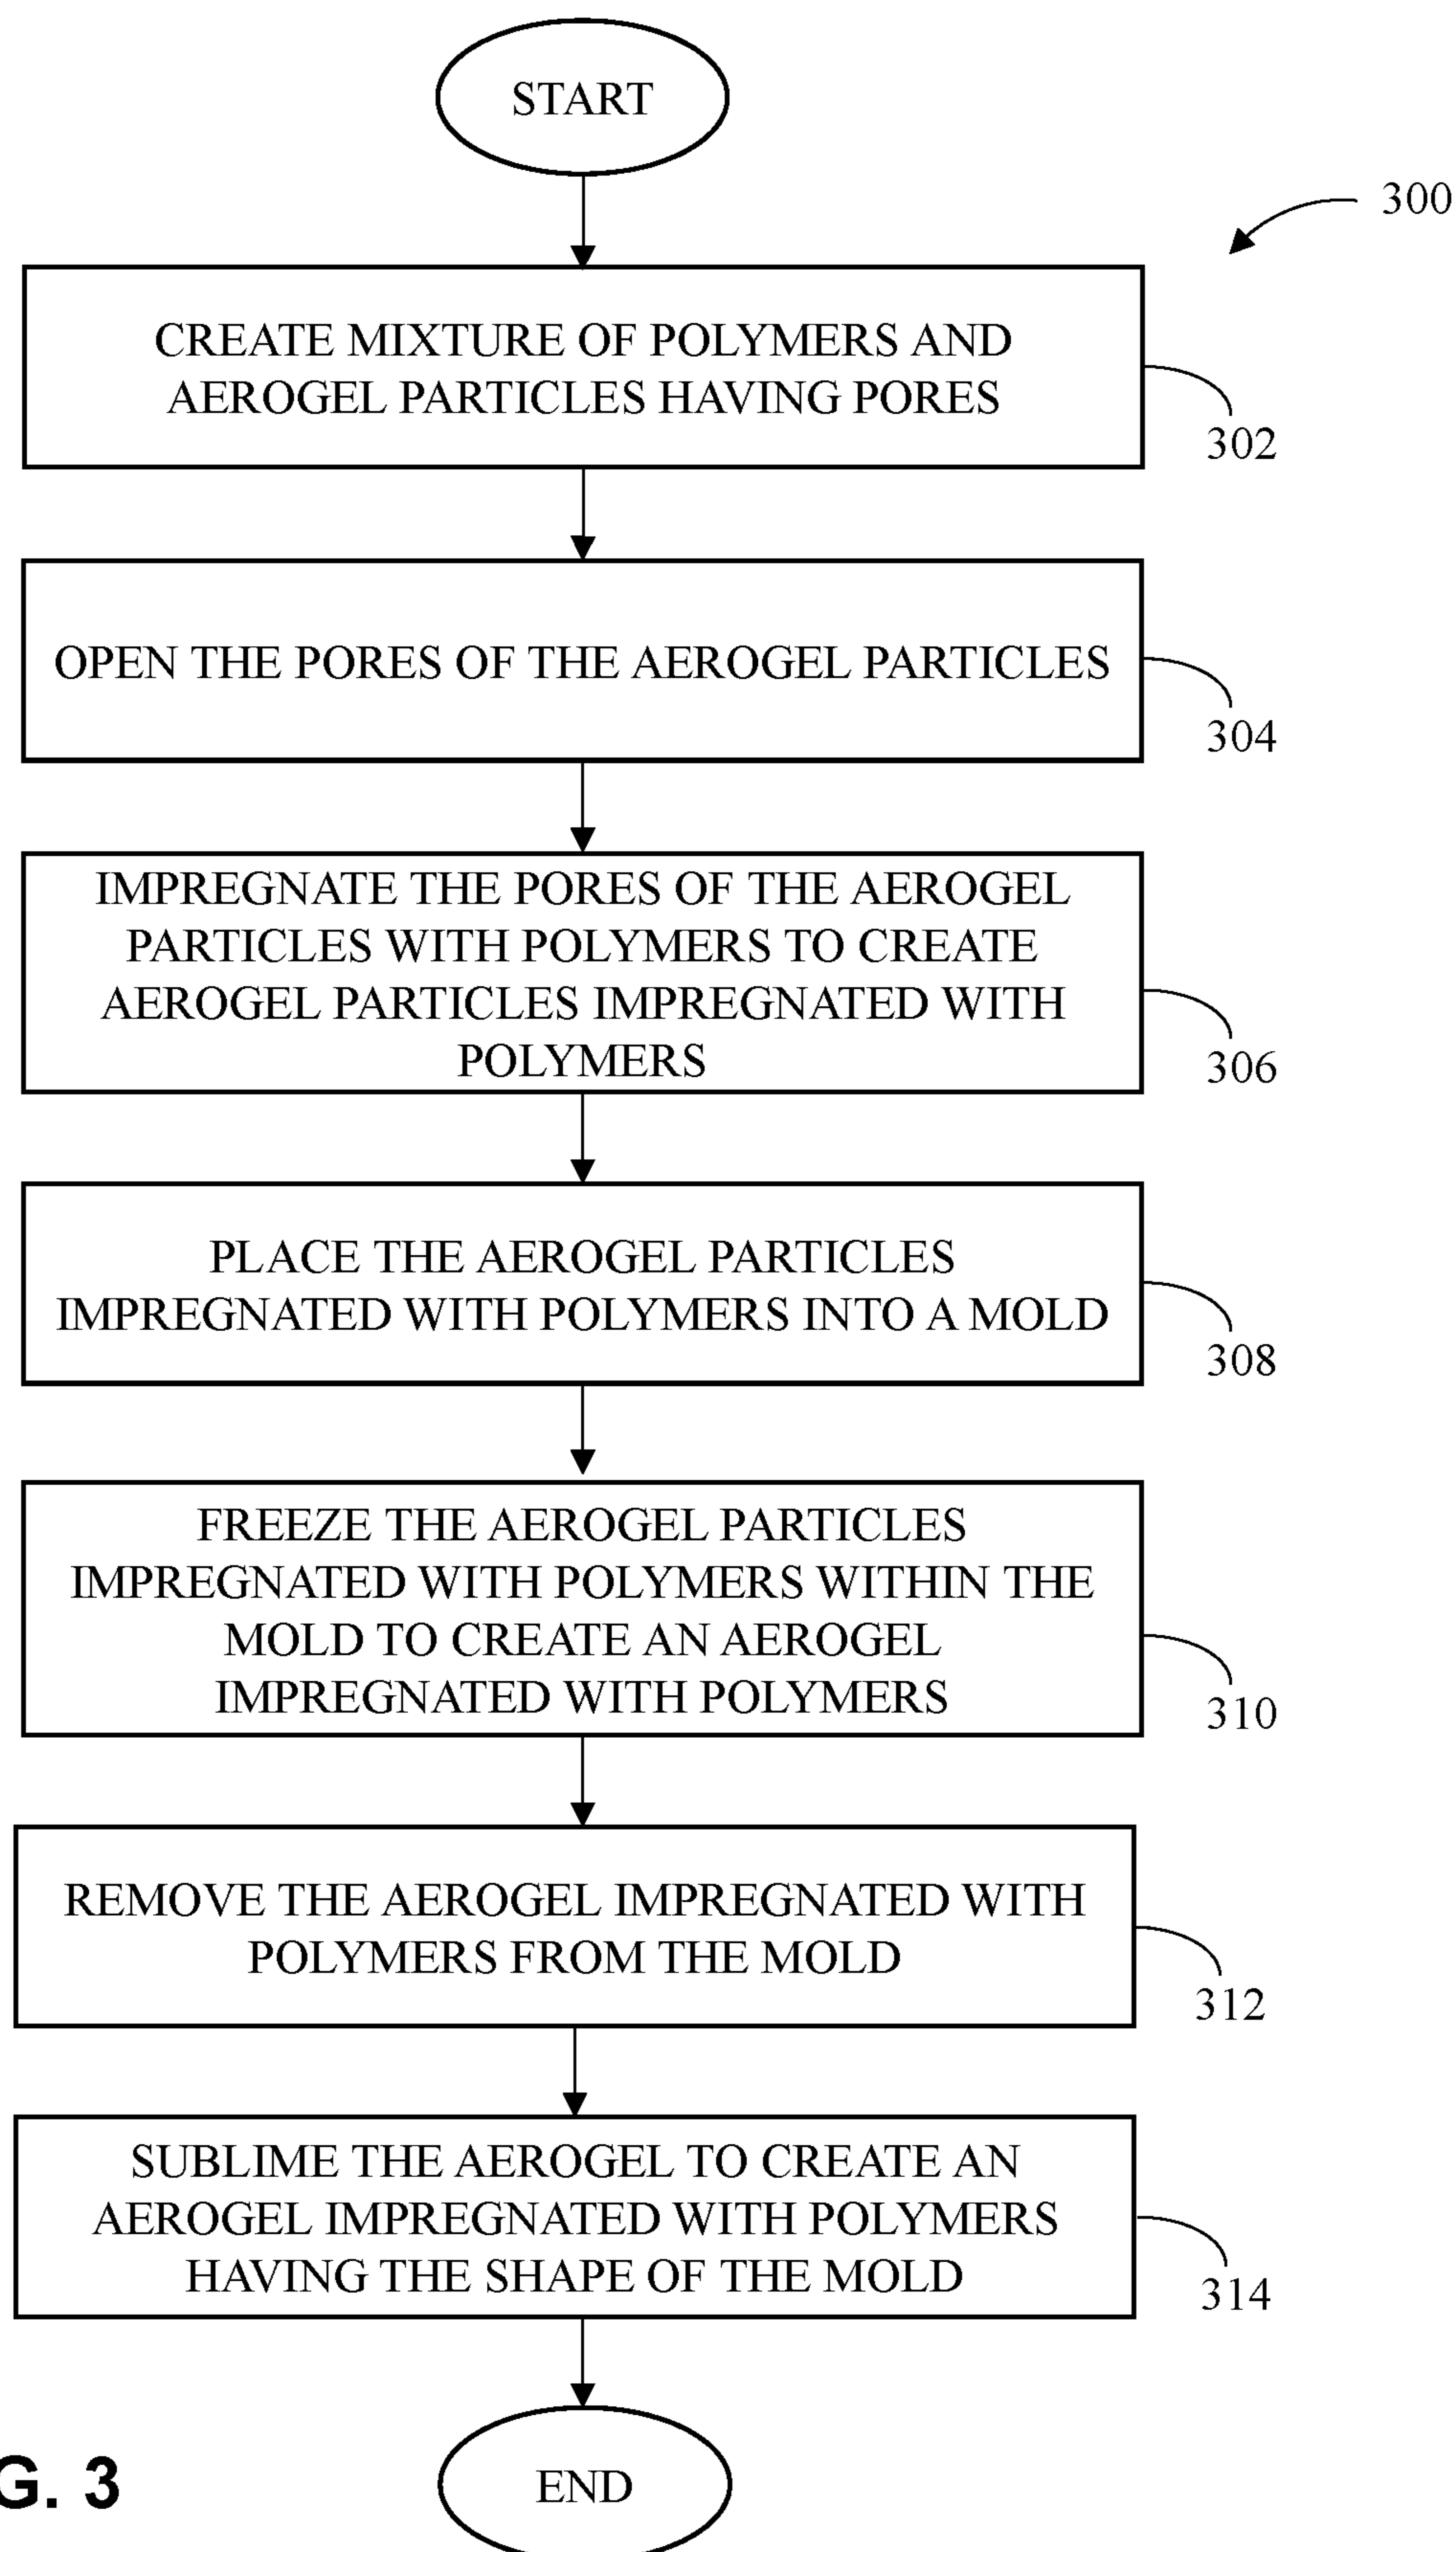 START
300
CREATE MIXTURE OF POLYMERS AND
AEROGEL PARTICLES HAVING PORES
302
OPEN THE PORES OF THE AEROGEL PARTICLES
304
IMPREGNATE THE PORES OF THE AEROGEL
PARTICLES WITH POLYMERS TO CREATE
AEROGEL PARTICLES IMPREGNATED WITH
POLYMERS
306
PLACE THE AEROGEL PARTICLES
IMPREGNATED WITH POLYMERS INTO A MOLD
308
FREEZE THE AEROGEL PARTICLES
IMPREGNATED WITH POLYMERS WITHIN THE
MOLD TO CREATE AN AEROGEL
IMPREGNATED WITH POLYMERS
310
REMOVE THE AEROGEL IMPREGNATED WITH
POLYMERS FROM THE MOLD
312
SUBLIME THE AEROGEL TO CREATE AN
AEROGEL IMPREGNATED WITH POLYMERS
HAVING THE SHAPE OF THE MOLD
314
G. 3
END